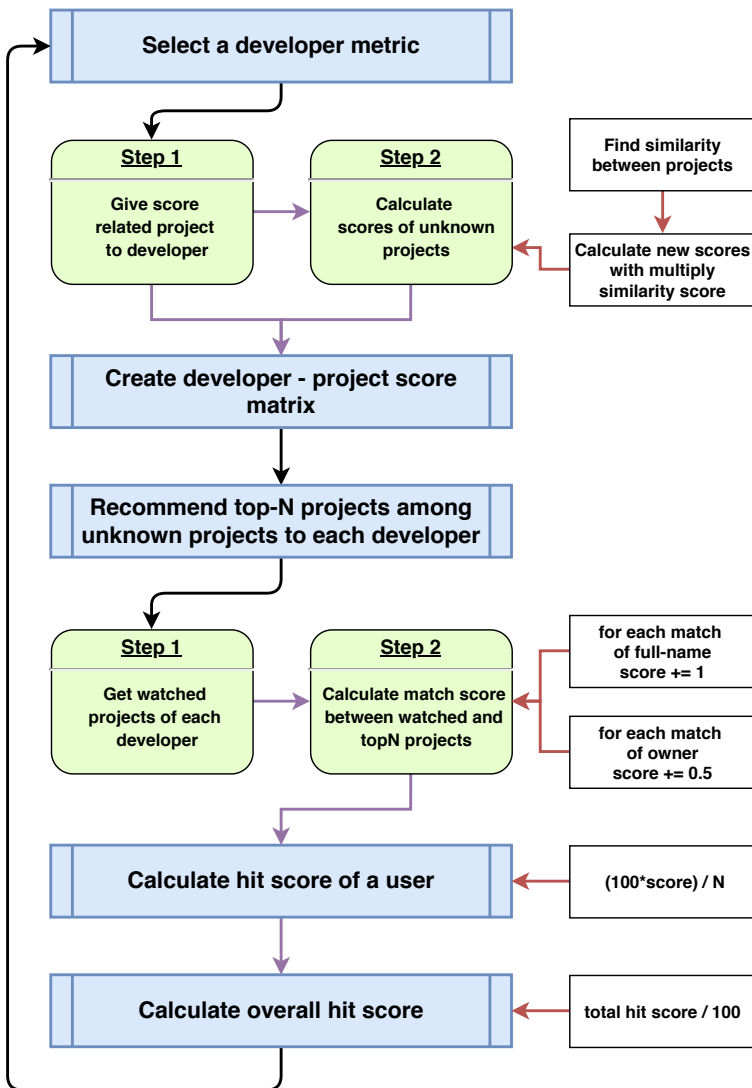 Select a developer metric
Step 1
Give score
related project
to developer
Step 2
Calculate
scores of unknown
projects
Find similarity
between projects
Calculate new scores
with multiply
similarity score
Create developer - project score
matrix
Recommend top-N projects among
unknown projects to each developer
Step 1
Get watched
projects of each
developer
Step 2
Calculate match score
between watched and
topN projects
for each match
of full-name
score += 1
for each match
of owner
score += 0.5
Calculate hit score of a user
(100*score) / N
Calculate overall hit score
total hit score / 100